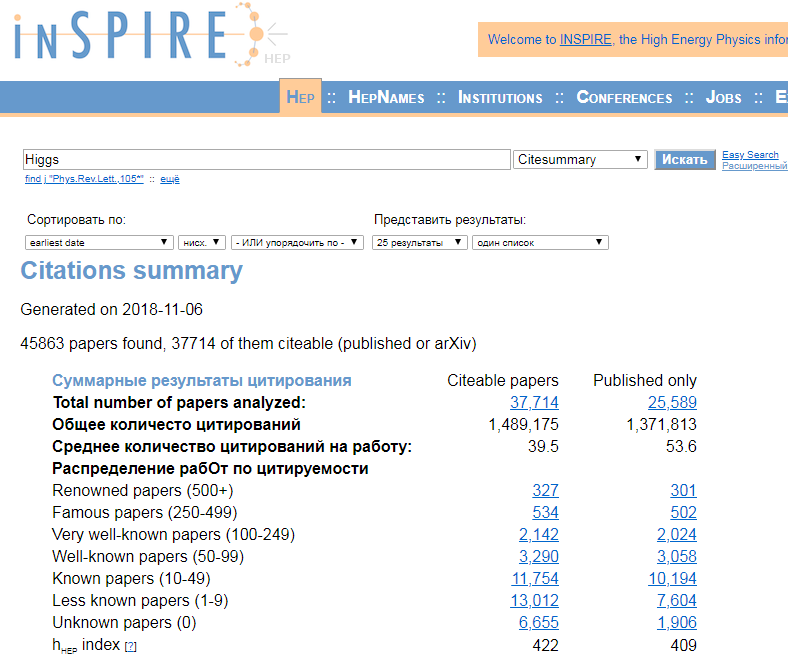 inSPIRE HEP
Welcome to INSPIRE, the High Energy Physics infor
HEP :: HEPNAMES :: INSTITUTIONS :: CONFERENCES :: JOBS :: E
Higgs Citesummary Искать Easy Search
Расширенный
find j "Phys.Rev.Lett.,105*" :: ещё
Сортировать по: Представить результаты:
earliest date нисх. - ИЛИ упорядочить по - 25 результаты один список
Citations summary
Generated on 2018-11-06
45863 papers found, 37714 of them citeable (published or arXiv)
Суммарные результаты цитирования Citeable papers Published only
Total number of papers analyzed: 37,714 25,589
Общее количесто цитирований 1,489,175 1,371,813
Среднее количество цитирований на работу: 39.5 53.6
Распределение рабОт по цитируемости
Renowned papers (500+) 327 301
Famous papers (250-499) 534 502
Very well-known papers (100-249) 2,142 2,024
Well-known papers (50-99) 3,290 3,058
Known papers (10-49) 11,754 10,194
Less known papers (1-9) 13,012 7,604
Unknown papers (0) 6,655 1,906
hHEP index [?] 422 409